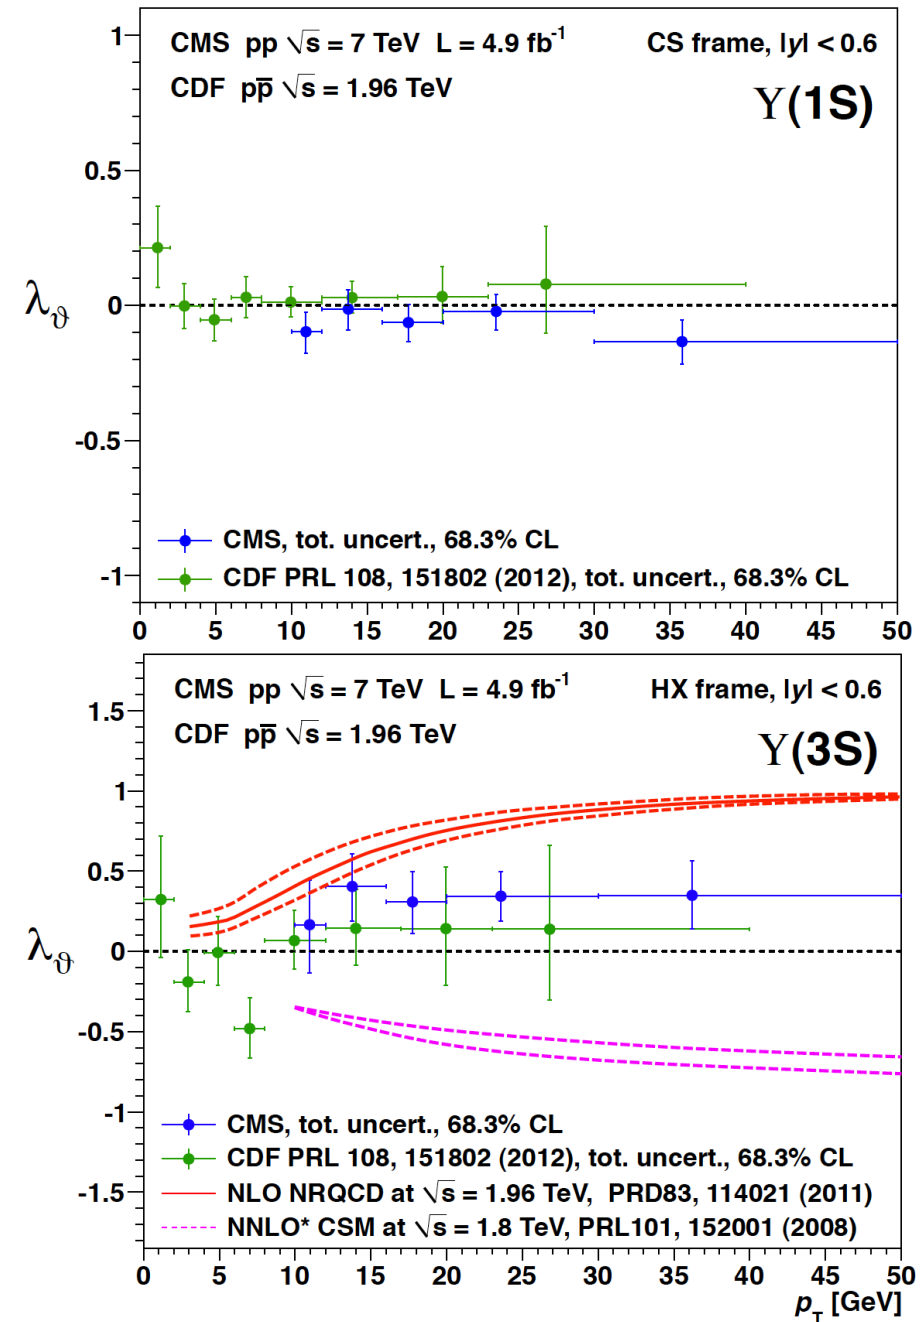 CMS pp √s = 7 TeV L = 4.9 fb⁻¹ CS frame, |y| < 0.6
CDF pp̅ √s = 1.96 TeV
Υ(1S)
1
0.5
0
-0.5
-1
λϑ
CMS, tot. uncert., 68.3% CL
CDF PRL 108, 151802 (2012), tot. uncert., 68.3% CL
0 5 10 15 20 25 30 35 40 45 50
CMS pp √s = 7 TeV L = 4.9 fb⁻¹ HX frame, |y| < 0.6
CDF pp̅ √s = 1.96 TeV
Υ(3S)
1.5
1
0.5
0
-0.5
-1
-1.5
λϑ
CMS, tot. uncert., 68.3% CL
CDF PRL 108, 151802 (2012), tot. uncert., 68.3% CL
NLO NRQCD at √s = 1.96 TeV, PRD83, 114021 (2011)
NNLO* CSM at √s = 1.8 TeV, PRL101, 152001 (2008)
0 5 10 15 20 25 30 35 40 45 50
pT [GeV]